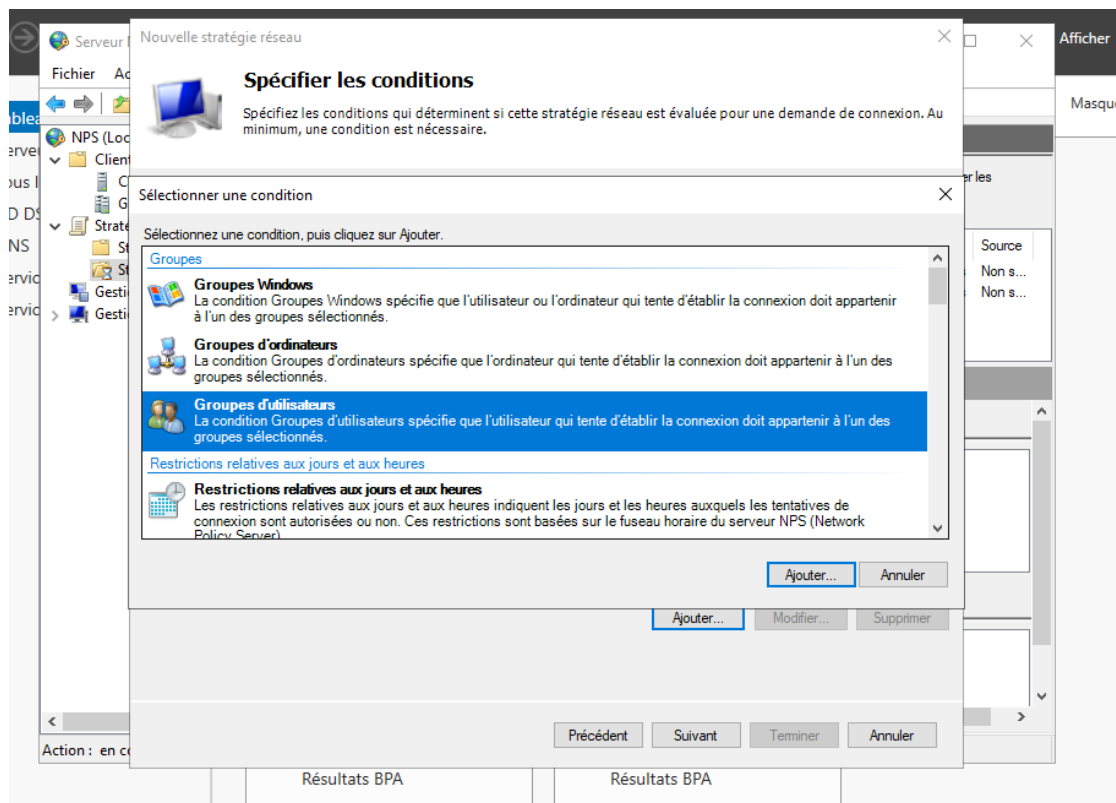 Nouvelle stratégie réseau
Serveur
Afficher
Fichier
Spécifier les conditions
Spécifiez les conditions qui déterminent si cette stratégie réseau est évaluée pour une demande de connexion. Au
minimum, une condition est nécessaire.
Masqu
NPS (Loc
Client
Sélectionner une condition
er les
Sélectionnez une condition, puis cliquez sur Ajouter.
Straté
Groupes
Source
Groupes Windows
La condition Groupes Windows spécifie que l'utilisateur ou l'ordinateur qui tente d'établir la connexion doit appartenir
à l'un des groupes sélectionnés.
Non s...
Non s...
Gesti
Gesti
Groupes d'ordinateurs
La condition Groupes d'ordinateurs spécifie que l'ordinateur qui tente d'établir la connexion doit appartenir à l'un des
groupes sélectionnés.
Groupes d'utilisateurs
La condition Groupes d'utilisateurs spécifie que l'utilisateur qui tente d'établir la connexion doit appartenir à l'un des
groupes sélectionnés.
Restrictions relatives aux jours et aux heures
Restrictions relatives aux jours et aux heures
Les restrictions relatives aux jours et aux heures indiquent les jours et les heures auxquels les tentatives de
connexion sont autorisées ou non. Ces restrictions sont basées sur le fuseau horaire du serveur NPS (Network
Policy Server)
Ajouter... Annuler
Ajouter... Modifier... Supprimer
Précédent Suivant Terminer Annuler
Action : en co
Résultats BPA Résultats BPA